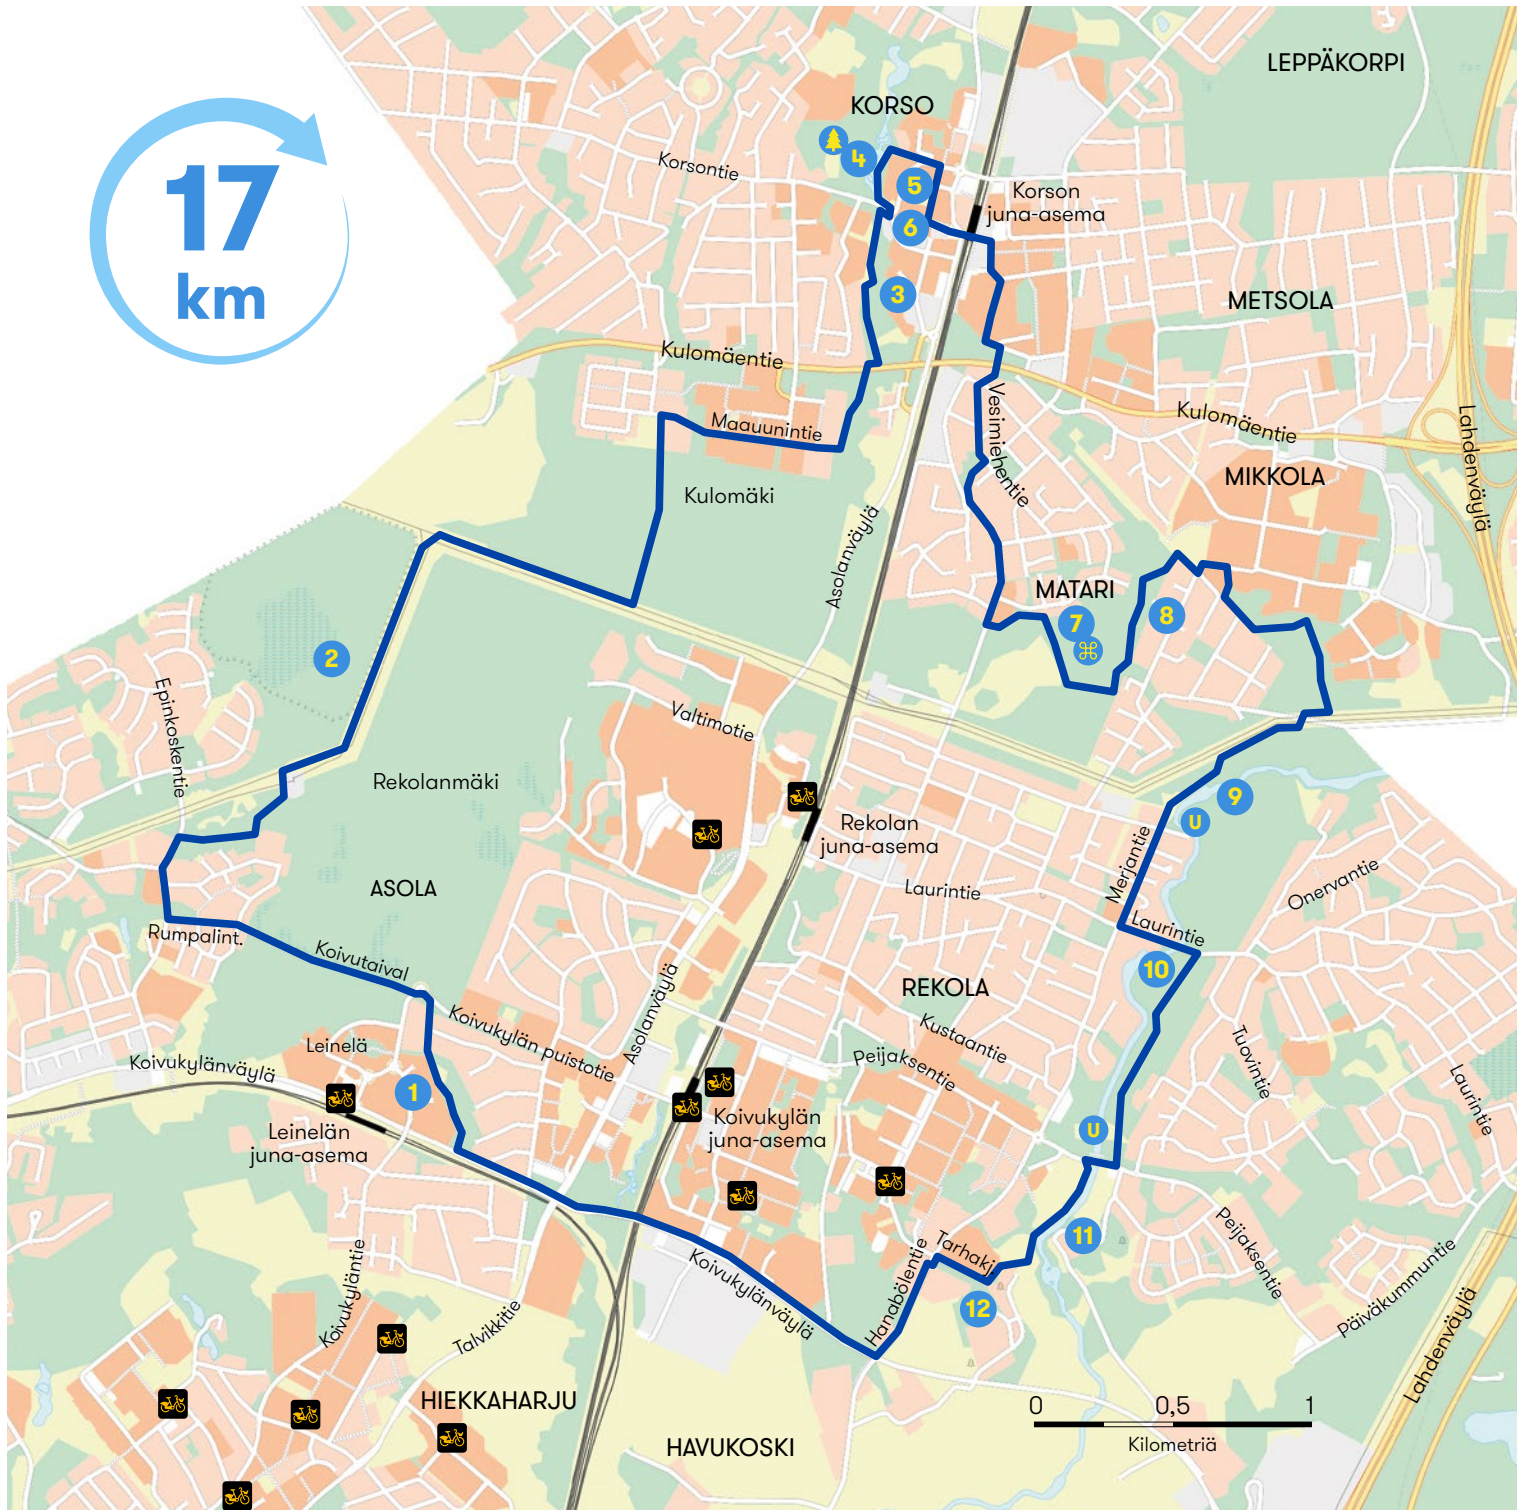 LEPPÄKORPI
KORSO
17
km
4
Korsontie
5
Korson
juna-asema
6
3
METSOLA
Kulomäentie
Vesimiehentie
Kulomäentie
Lahdenväylä
Maauunintie
MIKKOLA
Kulomäki
Asolanväylä
MATARI
7
8
⌘
2
Epinkoskentie
Valtimotie
Rekolanmäki
9
U
Rekolan
juna-asema
Merjantie
Onervantie
ASOLA
Laurintie
Laurintie
Rumpalint.
Koivutaival
10
REKOLA
Asolanväylä
Koivukylän puistotie
Kustaantie
Tuovintie
Leinelä
Peijaksentie
Koivukylänväylä
Laurintie
1
Koivukylän
juna-asema
U
Leinelän
juna-asema
11
Peijaksentie
Tarhakj.
Hanabölentie
Koivukylänväylä
Päiväkummuntie
Koivukyläntie
Talvikkitie
12
Lahdenväylä
HIEKKAHARJU
HAVUKOSKI
0 0,5 1
Kilometriä